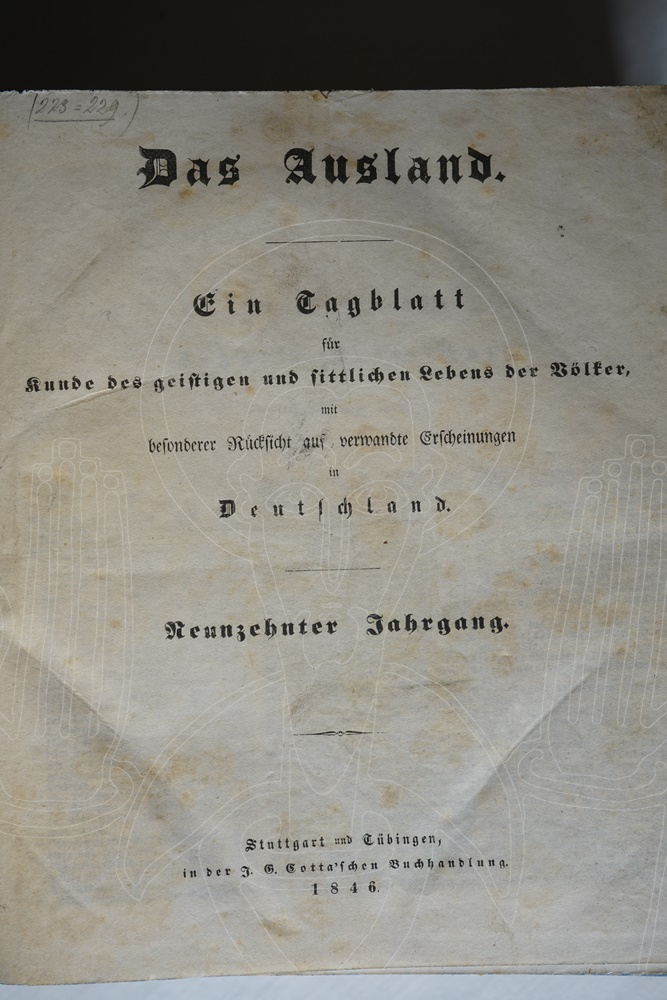 (223=229.)
Das Ausland.
Ein Tagblatt
für
Kunde des geistigen und sittlichen Lebens der Völker,
mit
besonderer Rücksicht auf verwandte Erscheinungen
in
Deutschland.
Neunzehnter Jahrgang.
Stuttgart und Tübingen,
in der J. G. Cotta'schen Buchhandlung.
1846.